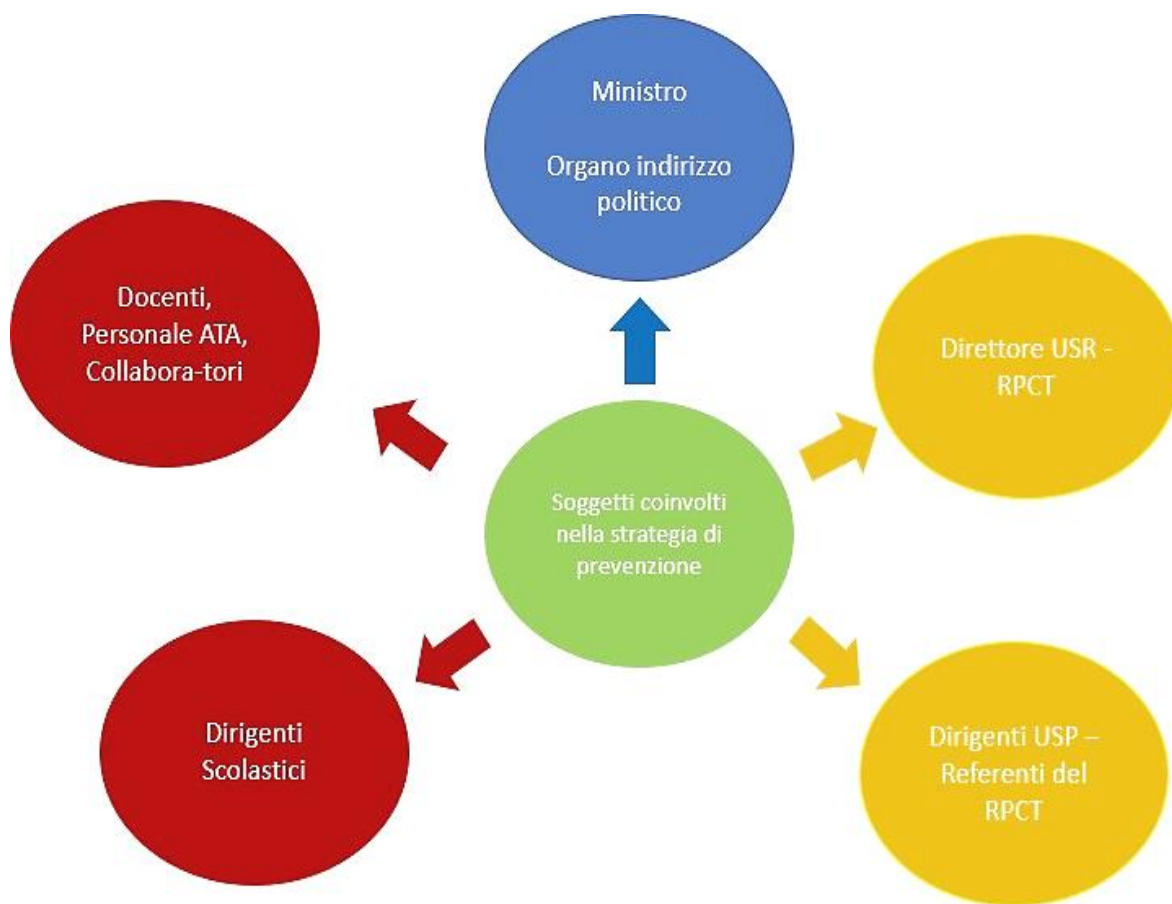 Ministro
Organo indirizzo
politico
Docenti,
Personale ATA,
Collabora-tori
Direttore USR -
RPCT
Soggetti coinvolti
nella strategia di
prevenzione
Dirigenti
Scolastici
Dirigenti USP –
Referenti del
RPCT